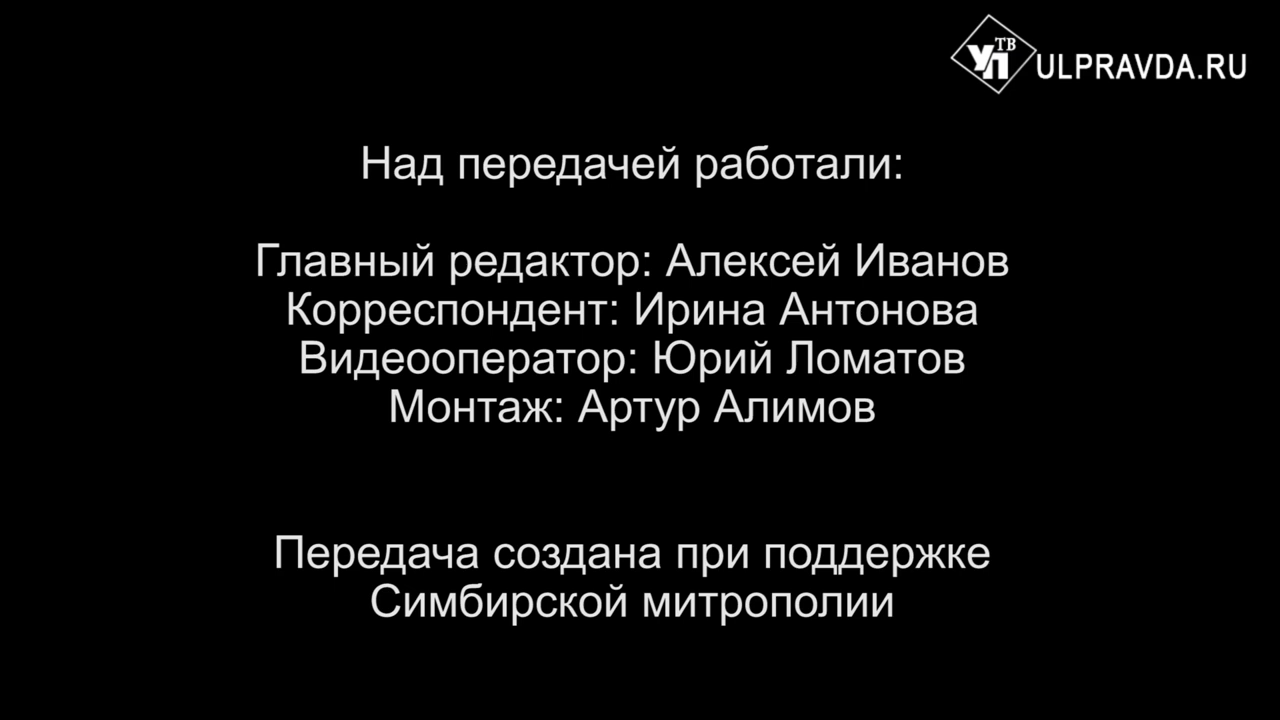 УП ТВ ULPRAVDA.RU
Над передачей работали:
Главный редактор: Алексей Иванов
Корреспондент: Ирина Антонова
Видеооператор: Юрий Ломатов
Монтаж: Артур Алимов
Передача создана при поддержке
Симбирской митрополии